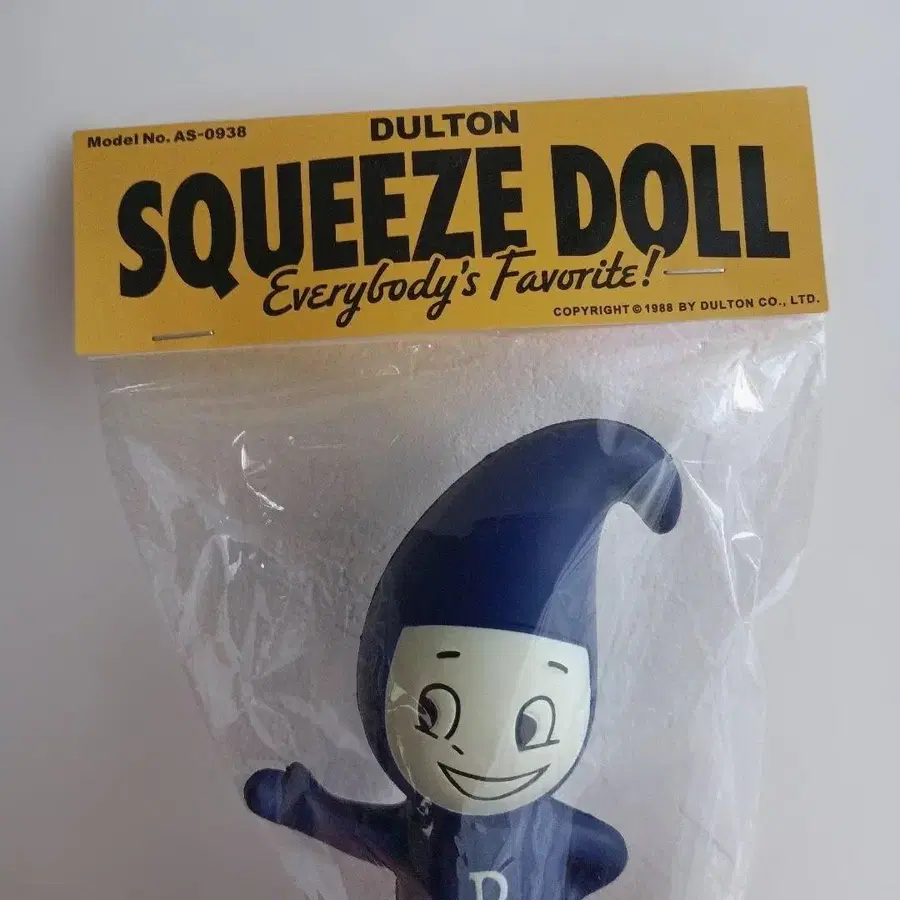 Model No. AS-0938
DULTON
SQUEEZE DOLL
Everybody's Favorite!
COPYRIGHT © 1988 BY DULTON CO., LTD.
D